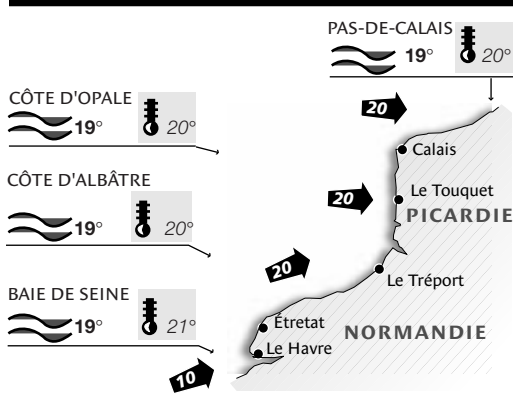 PAS-DE-CALAIS
19°
20°
20
CÔTE D'OPALE
19°
20°
Calais
CÔTE D'ALBÂTRE
19°
20°
20
Le Touquet
PICARDIE
20
Le Tréport
BAIE DE SEINE
19°
21°
Étretat
NORMANDIE
Le Havre
10